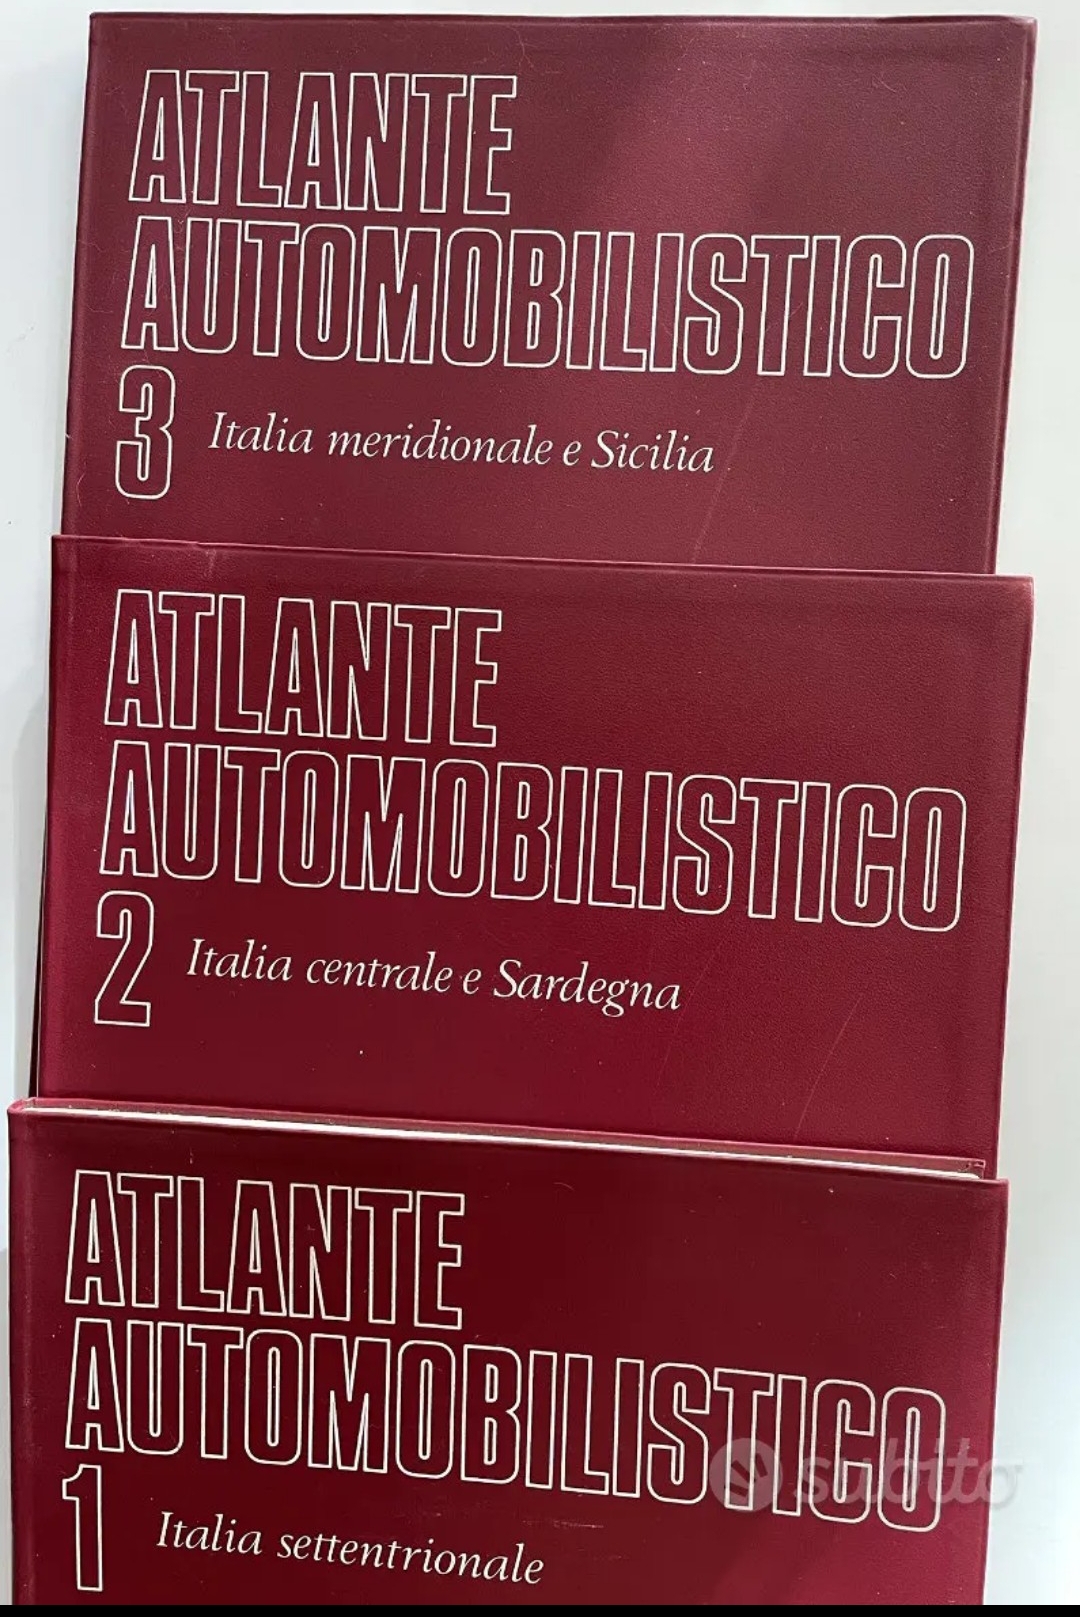 ATLANTE
AUTOMOBILISTICO
3 Italia meridionale e Sicilia
ATLANTE
AUTOMOBILISTICO
2 Italia centrale e Sardegna
ATLANTE
AUTOMOBILISTICO
1 Italia settentrionale
subito